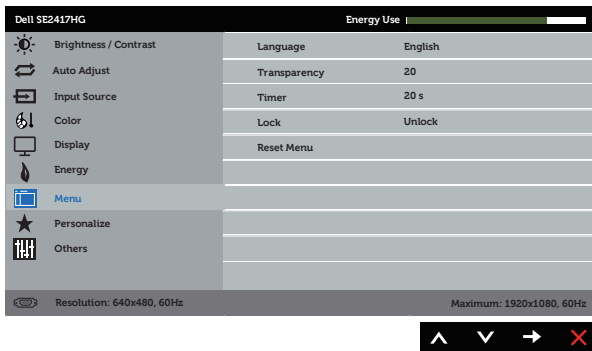 Dell SE2417HG Energy Use
Brightness / Contrast Language English
Auto Adjust Transparency 20
Input Source Timer 20 s
Color Lock Unlock
Display Reset Menu
Energy
Menu
Personalize
Others
Resolution: 640x480, 60Hz Maximum: 1920x1080, 60Hz